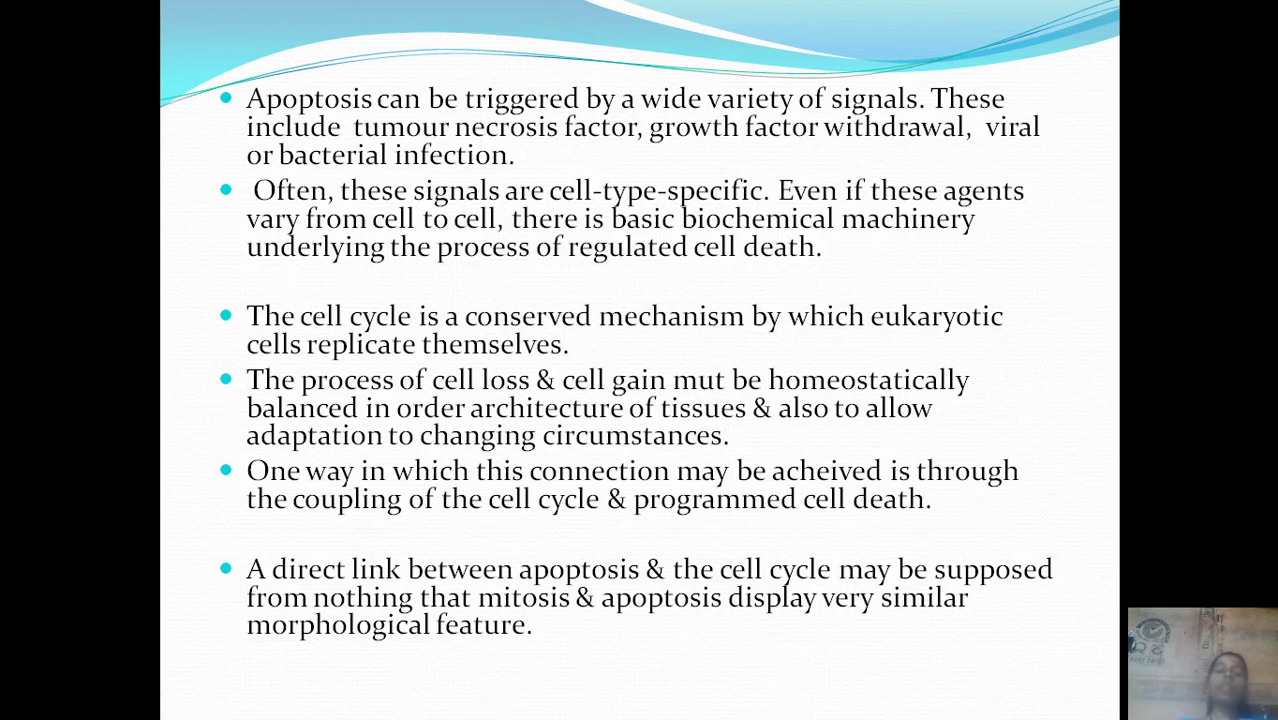 Apoptosis can be triggered by a wide variety of signals. These
include tumour necrosis factor, growth factor withdrawal, viral
or bacterial infection.
Often, these signals are cell-type-specific. Even if these agents
vary from cell to cell, there is basic biochemical machinery
underlying the process of regulated cell death.
The cell cycle is a conserved mechanism by which eukaryotic
cells replicate themselves.
The process of cell loss & cell gain mut be homeostatically
balanced in order architecture of tissues & also to allow
adaptation to changing circumstances.
One way in which this connection may be acheived is through
the coupling of the cell cycle & programmed cell death.
A direct link between apoptosis & the cell cycle may be supposed
from nothing that mitosis & apoptosis display very similar
morphological feature.